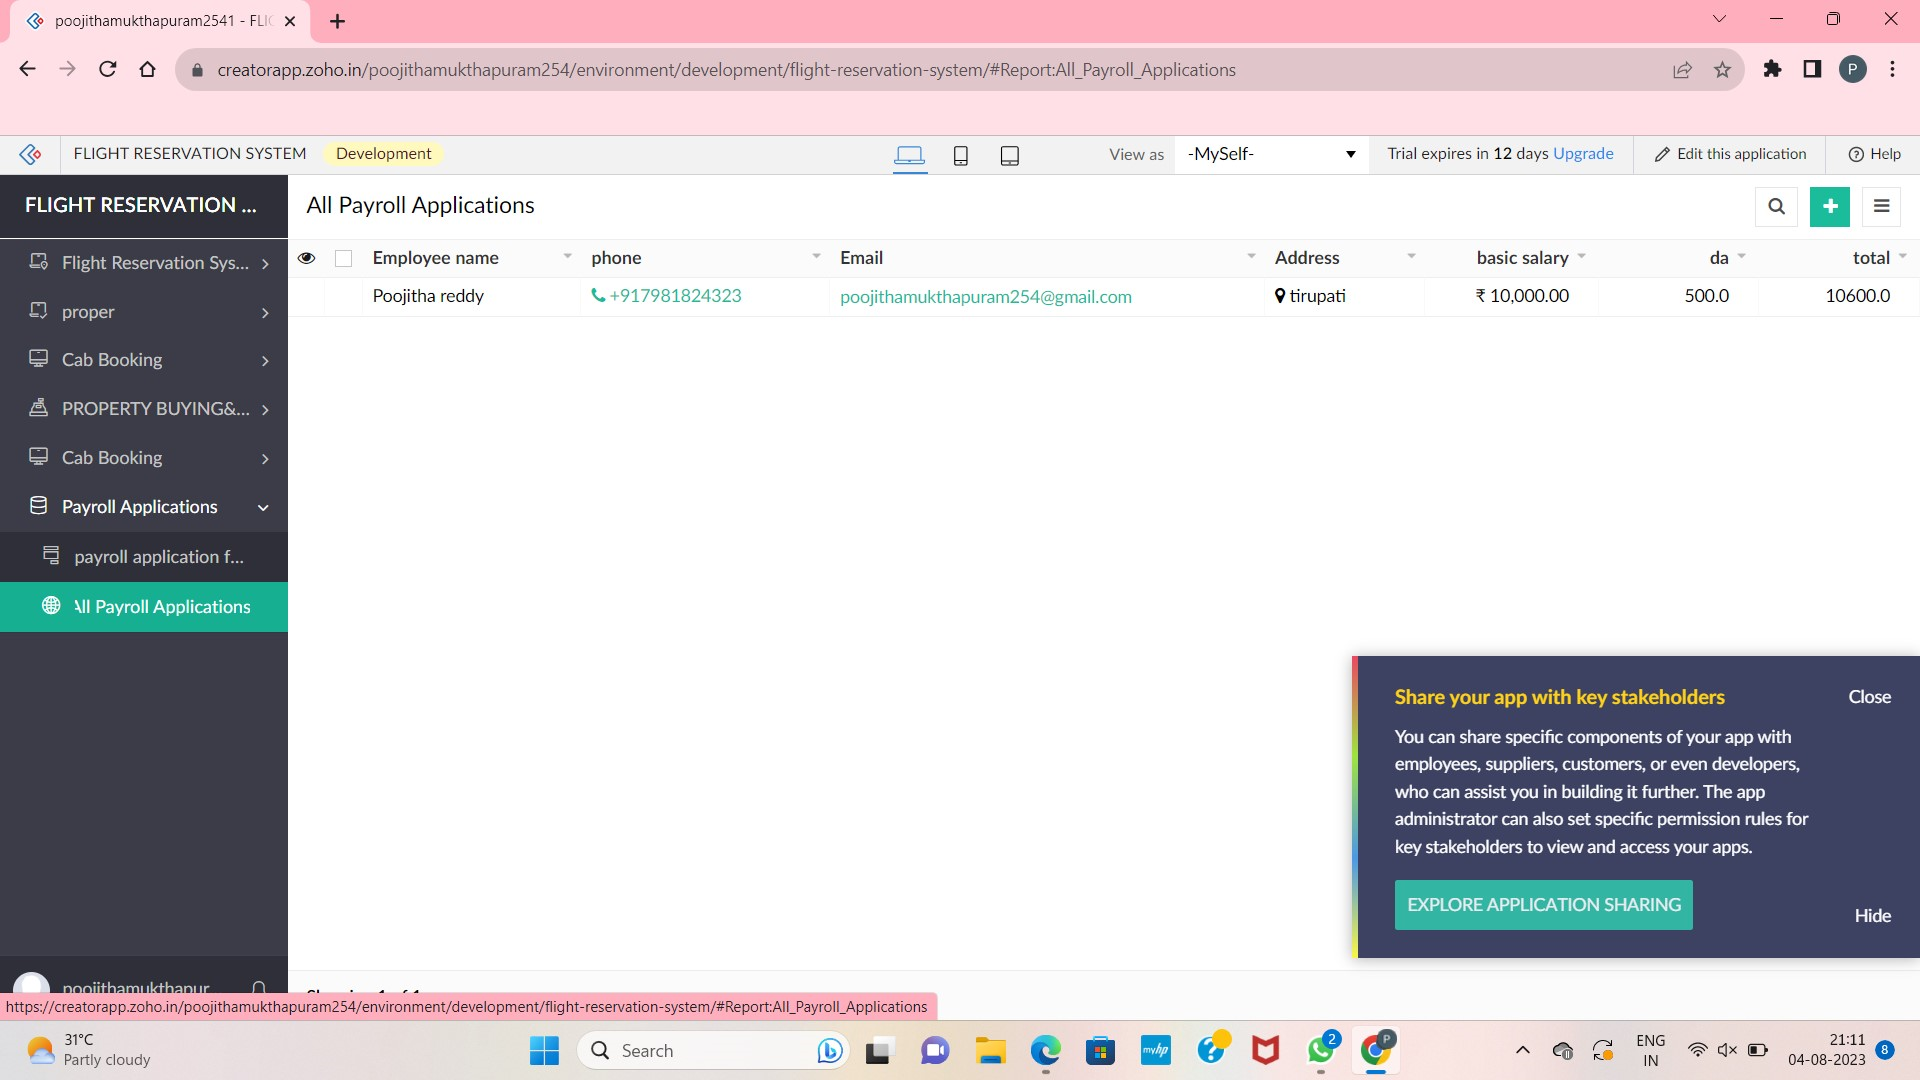 poojithamukthapuram2541 - FLI
creatorapp.zoho.in/poojithamukthapuram254/environment/development/flight-reservation-system/#Report:All_Payroll_Applications
P
FLIGHT RESERVATION SYSTEM Development View as -MySelf- Trial expires in 12 days Upgrade Edit this application Help
FLIGHT RESERVATION ...
All Payroll Applications
Flight Reservation Sys...
proper
Cab Booking
PROPERTY BUYING&...
Cab Booking
Payroll Applications
payroll application f...
All Payroll Applications
Employee name phone Email Address basic salary da total
Poojitha reddy +917981824323 poojithamukthapuram254@gmail.com tirupati ₹ 10,000.00 500.0 10600.0
Share your app with key stakeholders Close
You can share specific components of your app with
employees, suppliers, customers, or even developers,
who can assist you in building it further. The app
administrator can also set specific permission rules for
key stakeholders to view and access your apps.
EXPLORE APPLICATION SHARING
Hide
poojithamukthapur
https://creatorapp.zoho.in/poojithamukthapuram254/environment/development/flight-reservation-system/#Report:All_Payroll_Applications
31°C
Partly cloudy
Search
myhp
2
P
ENG
IN
21:11
04-08-2023
8